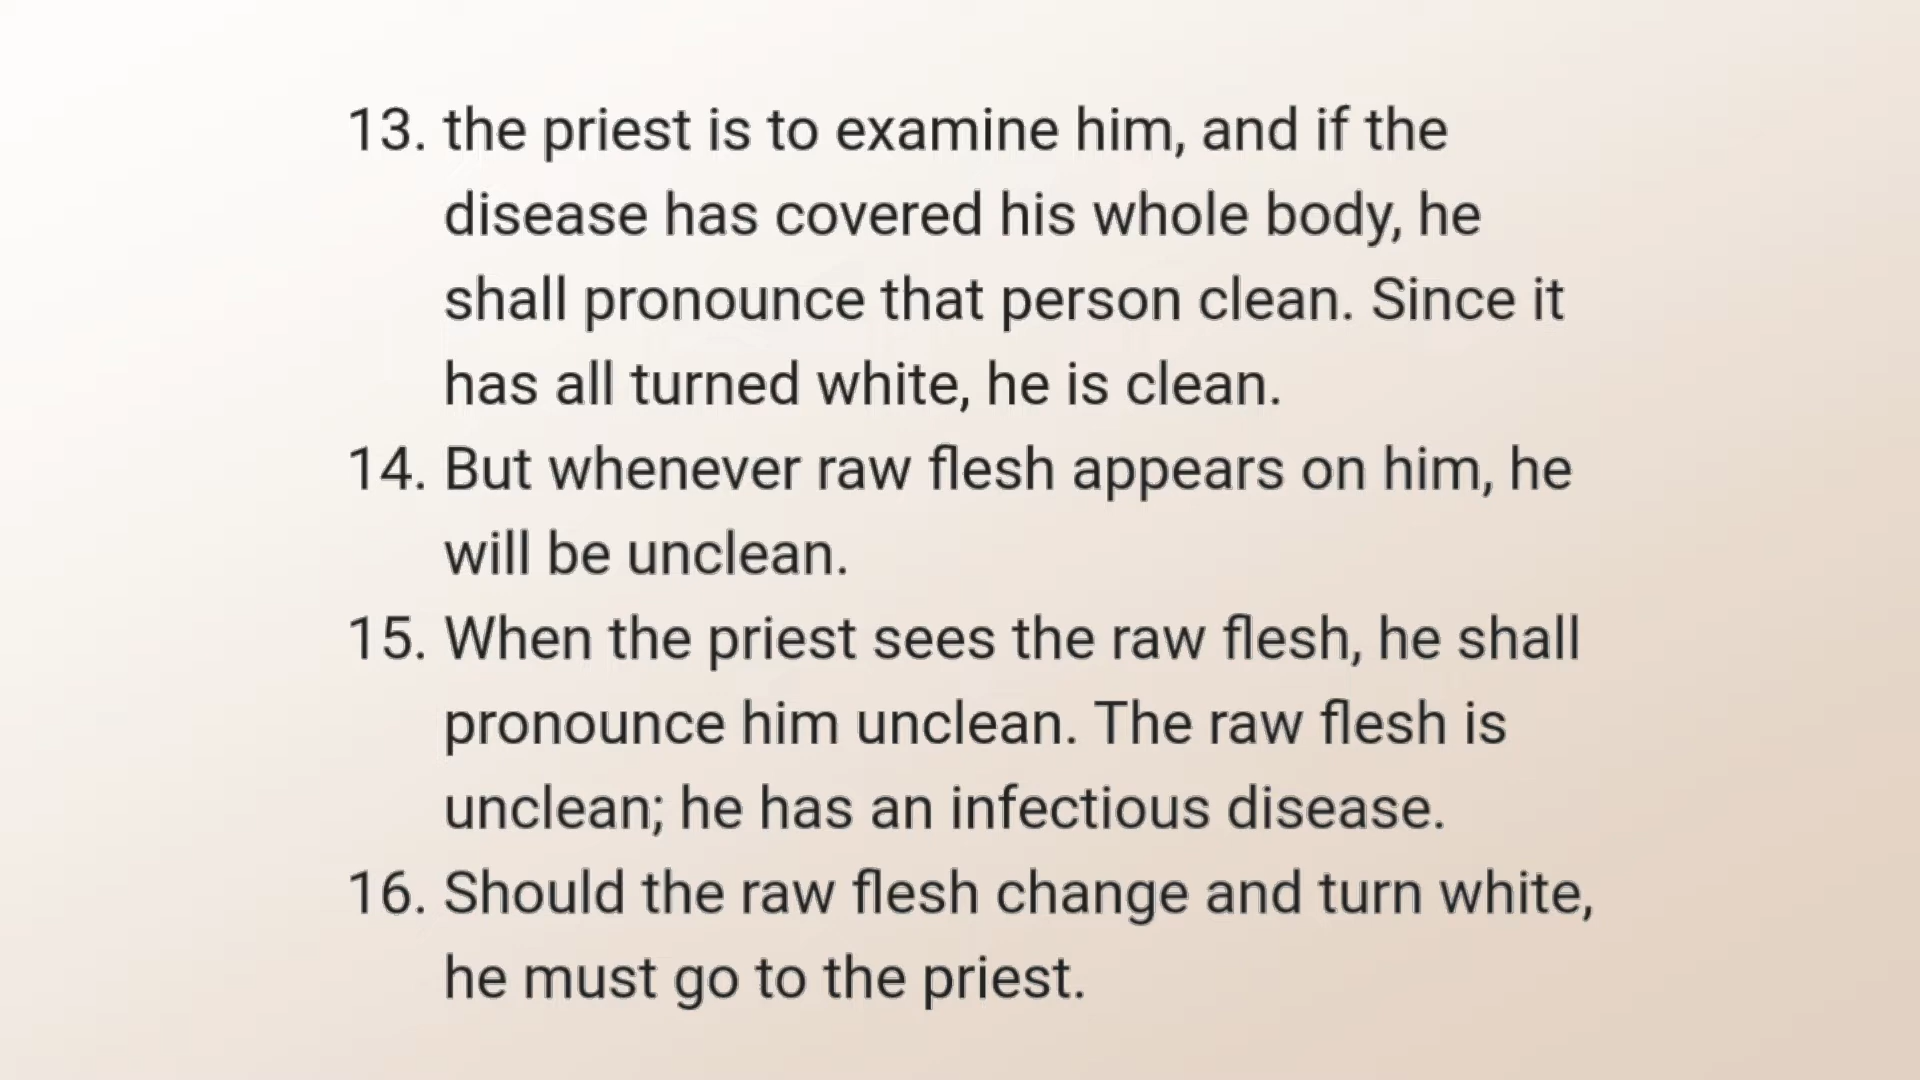 13. the priest is to examine him, and if the
disease has covered his whole body, he
shall pronounce that person clean. Since it
has all turned white, he is clean.
14. But whenever raw flesh appears on him, he
will be unclean.
15. When the priest sees the raw flesh, he shall
pronounce him unclean. The raw flesh is
unclean; he has an infectious disease.
16. Should the raw flesh change and turn white,
he must go to the priest.